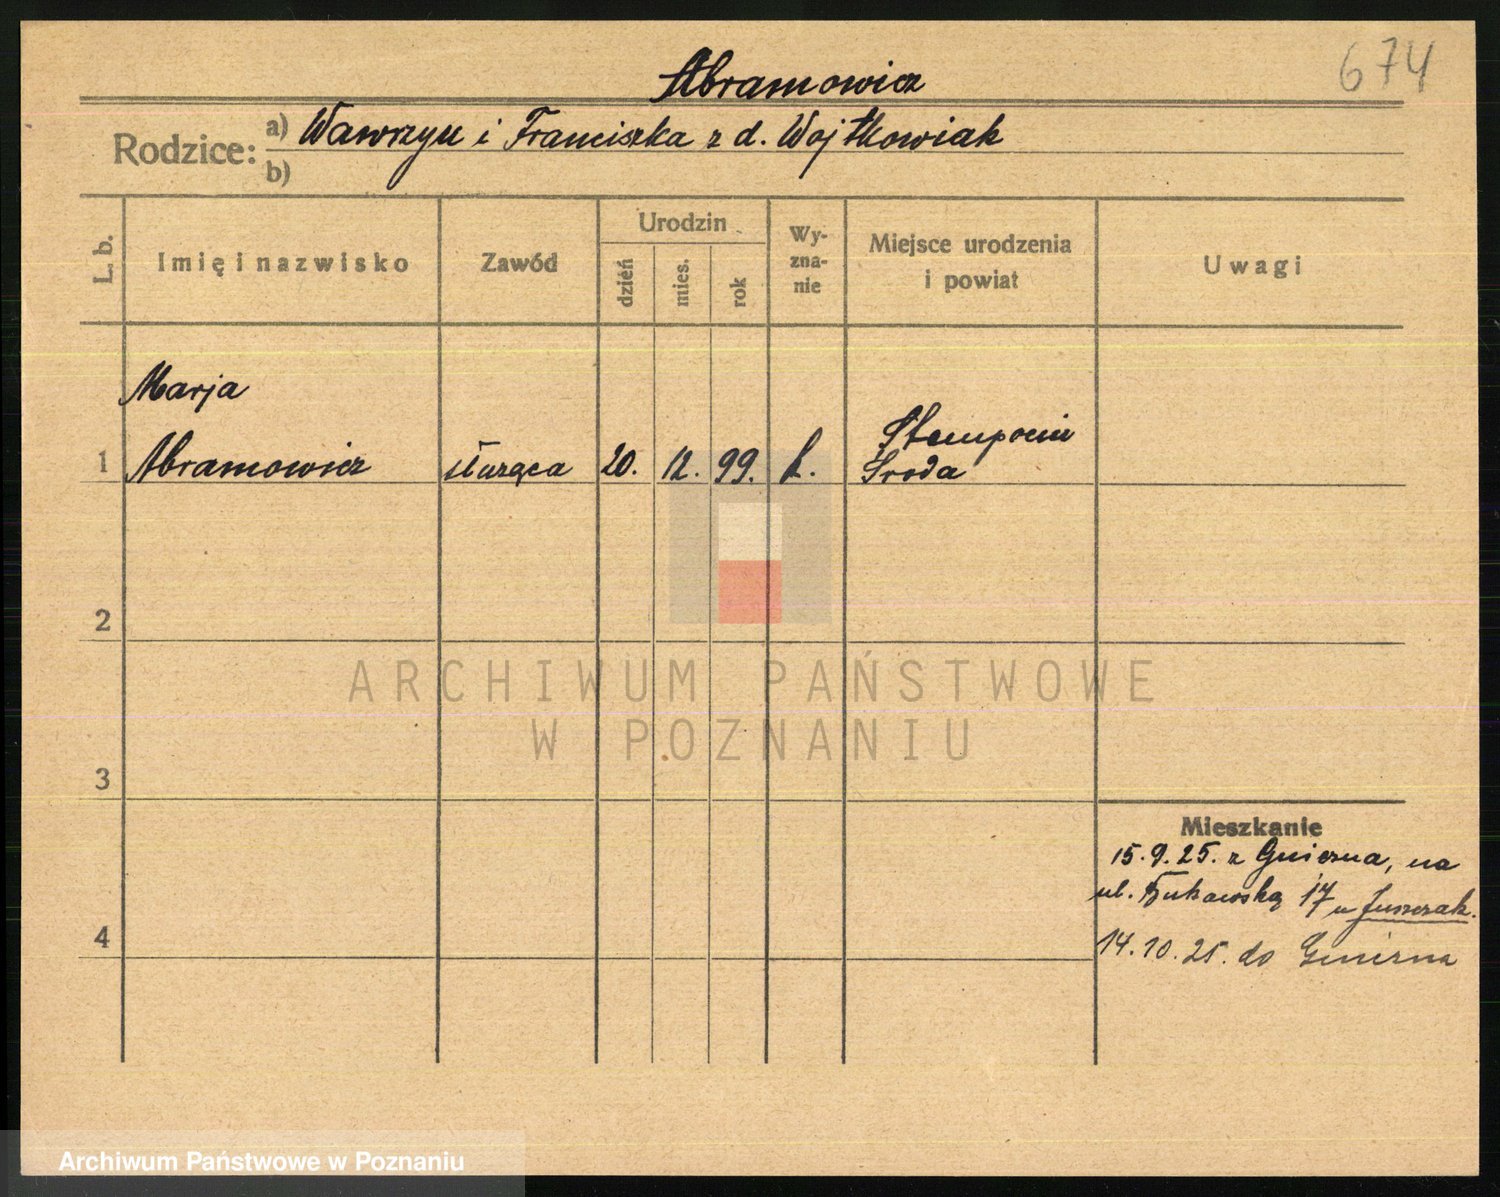 674
Abramowicz
Rodzice: a) Wawrzyn i Franciszka z d. Wojtkowiak
b)
L. b.
Imię i nazwisko
Zawód
Urodzin
dzień
mies.
rok
Wy-
zna-
nie
Miejsce urodzenia
i powiat
Uwagi
Marja
1 Abramowicz służąca 20. 12. 99. k. Środa
2
3
4
ARCHIWUM PAŃSTWOWE
W POZNANIU
Mieszkanie
15.9.25. z Gniezna, na
ul. 17 u Juszczak.
14.10.25. do Gniezna
Archiwum Państwowe w Poznaniu